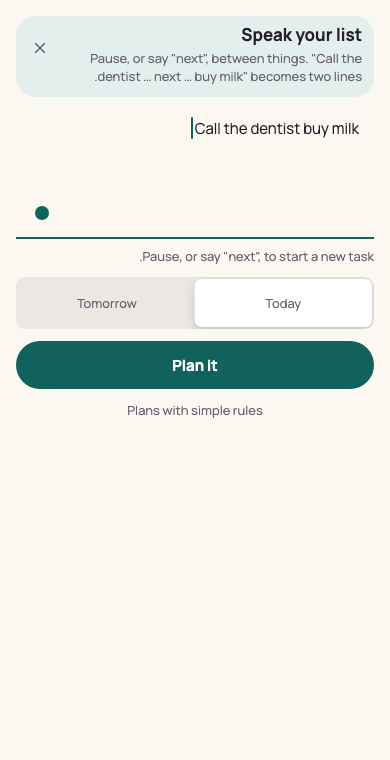 Speak your list
Pause, or say "next", between things. "Call the
dentist … next … buy milk" becomes two lines.
Call the dentist buy milk
Pause, or say "next", to start a new task.
Today
Tomorrow
Plan it
Plans with simple rules